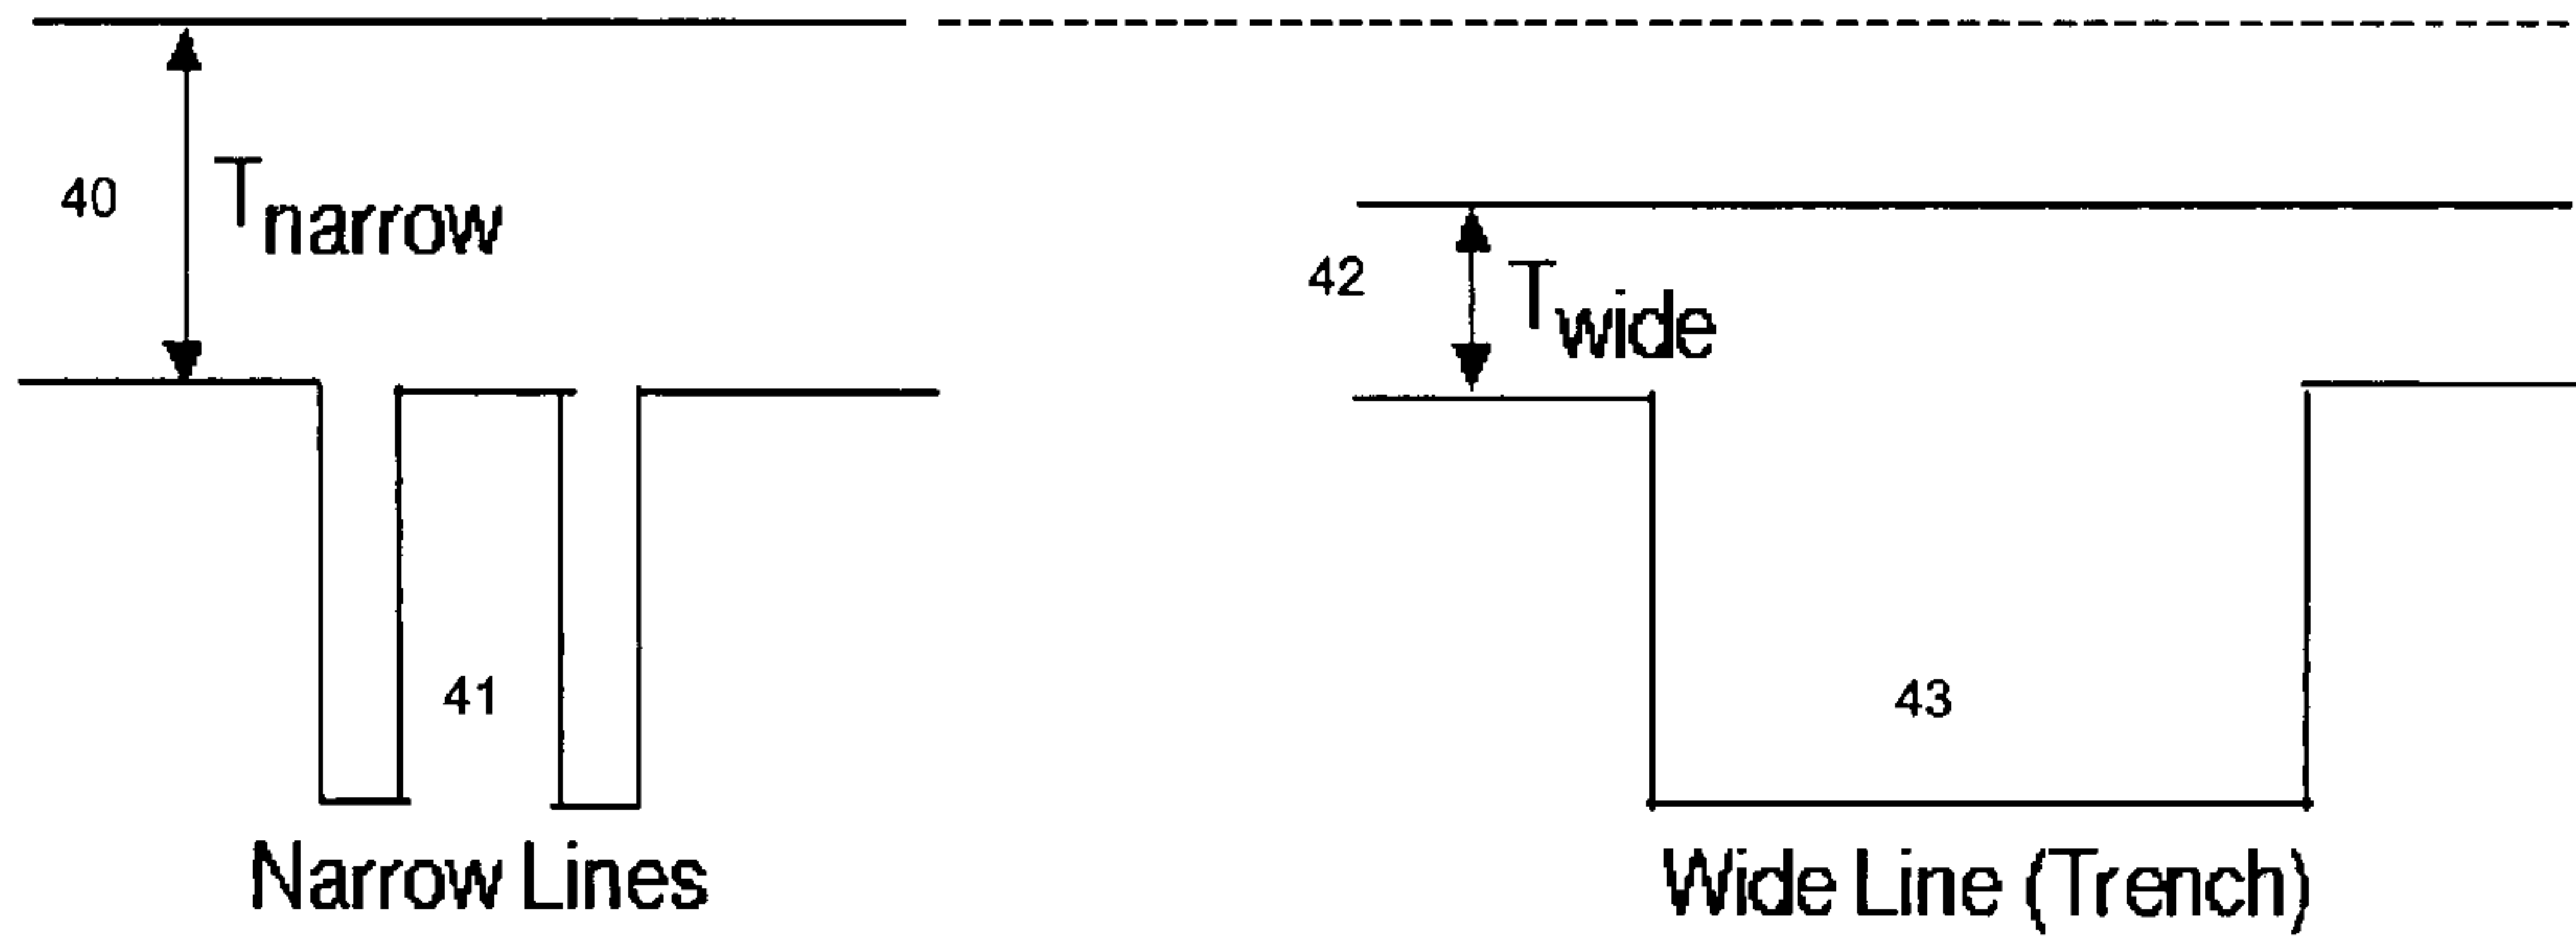 40
Tnarrow
42
Twide
41
43
Narrow Lines
Wide Line (Trench)